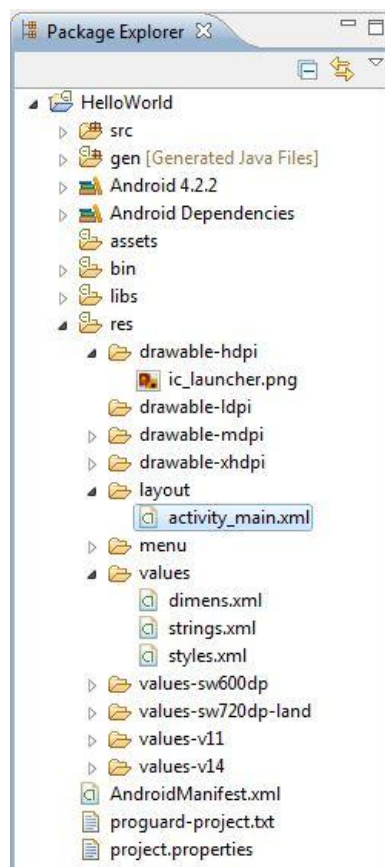 Package Explorer
HelloWorld
src
gen [Generated Java Files]
Android 4.2.2
Android Dependencies
assets
bin
libs
res
drawable-hdpi
ic_launcher.png
drawable-ldpi
drawable-mdpi
drawable-xhdpi
layout
activity_main.xml
menu
values
dimens.xml
strings.xml
styles.xml
values-sw600dp
values-sw720dp-land
values-v11
values-v14
AndroidManifest.xml
proguard-project.txt
project.properties